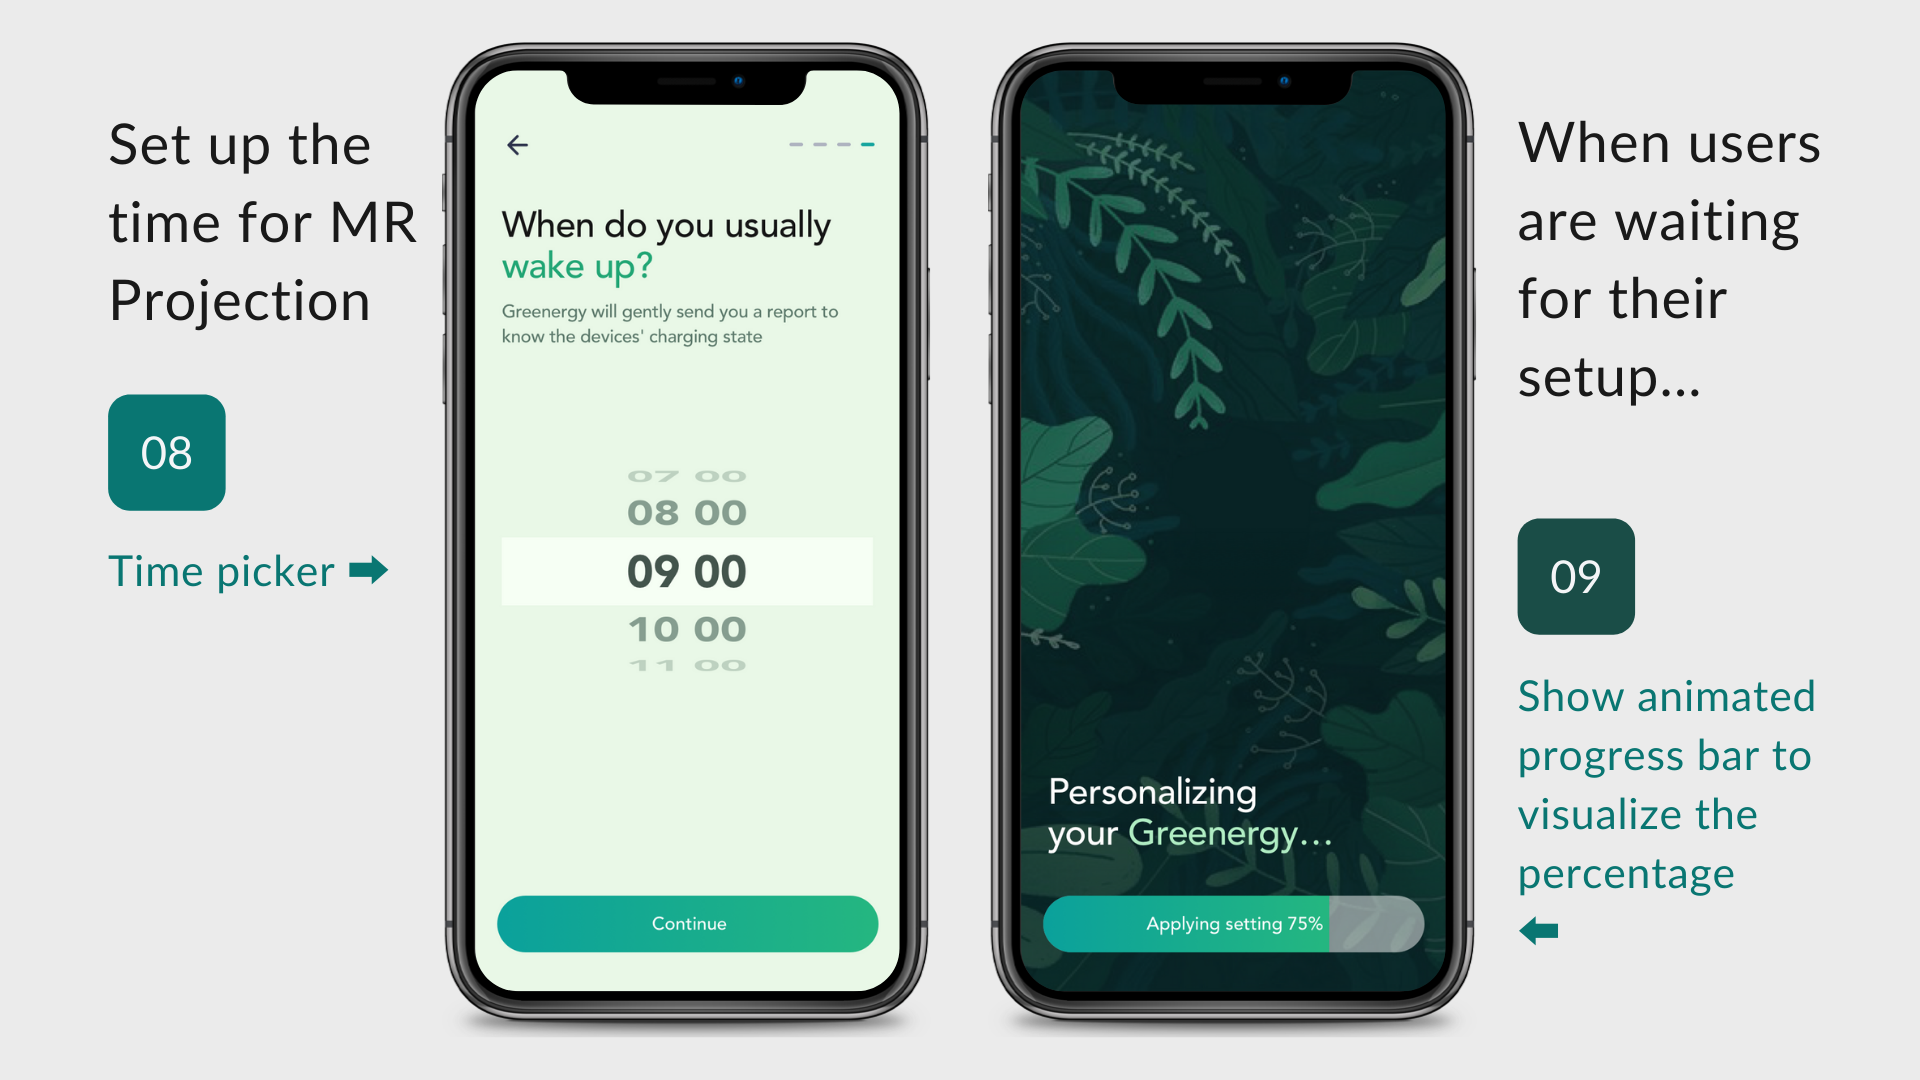 Set up the
time for MR
Projection
08
Time picker
When do you usually
wake up?
Greenergy will gently send you a report to
know the devices' charging state
07 00
08 00
09 00
10 00
11 00
Continue
Personalizing
your Greenergy...
Applying setting 75%
When users
are waiting
for their
setup...
09
Show animated
progress bar to
visualize the
percentage